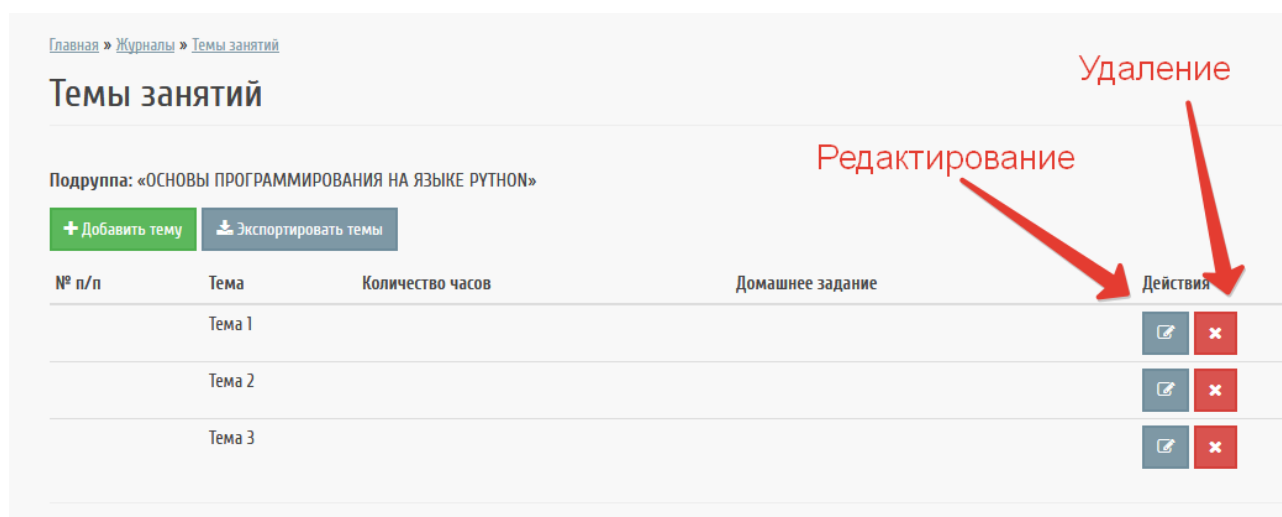 Главная » Журналы » Темы занятий
Удаление
Темы занятий
Редактирование
Подруппа: «ОСНОВЫ ПРОГРАММИРОВАНИЯ НА ЯЗЫКЕ PYTHON»
Добавить тему Экспортировать темы
№ п/п Тема Количество часов Домашнее задание Действия
Тема 1
Тема 2
Тема 3